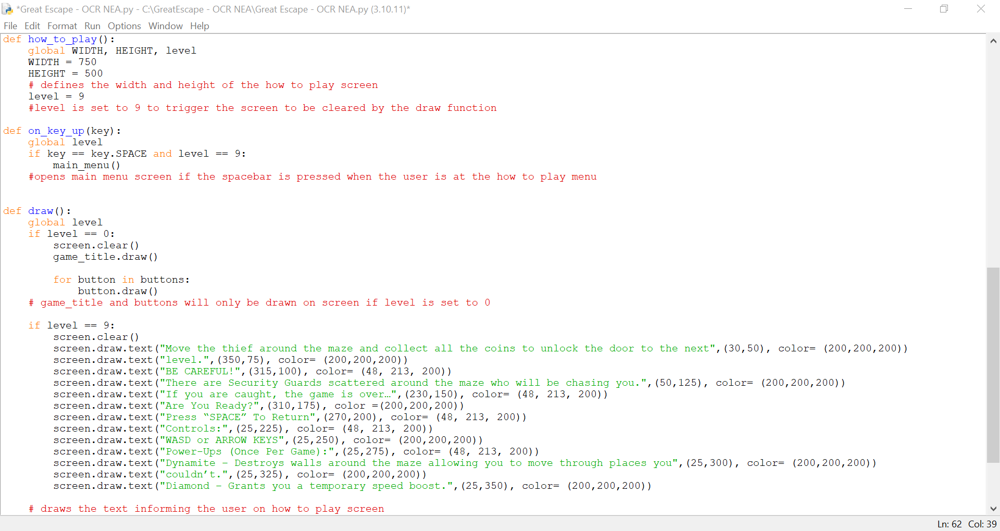 *Great Escape - OCR NEA.py - C:\GreatEscape - OCR NEA\Great Escape - OCR NEA.py (3.10.11)*
File Edit Format Run Options Window Help
def how_to_play():
    global WIDTH, HEIGHT, level
    WIDTH = 750
    HEIGHT = 500
    # defines the width and height of the how to play screen
    level = 9
    #level is set to 9 to trigger the screen to be cleared by the draw function
def on_key_up(key):
    global level
    if key == key.SPACE and level == 9:
        main_menu()
    #opens main menu screen if the spacebar is pressed when the user is at the how to play menu
def draw():
    global level
    if level == 0:
        screen.clear()
        game_title.draw()
        for button in buttons:
            button.draw()
    # game_title and buttons will only be drawn on screen if level is set to 0
    if level == 9:
        screen.clear()
        screen.draw.text("Move the thief around the maze and collect all the coins to unlock the door to the next",(30,50), color= (200,200,200))
        screen.draw.text("level.",(350,75), color= (200,200,200))
        screen.draw.text("BE CAREFUL!",(315,100), color= (48, 213, 200))
        screen.draw.text("There are Security Guards scattered around the maze who will be chasing you.",(50,125), color= (200,200,200))
        screen.draw.text("If you are caught, the game is over…",(230,150), color= (48, 213, 200))
        screen.draw.text("Are You Ready?",(310,175), color =(200,200,200))
        screen.draw.text("Press “SPACE” To Return",(270,200), color= (48, 213, 200))
        screen.draw.text("Controls:",(25,225), color= (48, 213, 200))
        screen.draw.text("WASD or ARROW KEYS",(25,250), color= (200,200,200))
        screen.draw.text("Power-Ups (Once Per Game):",(25,275), color= (48, 213, 200))
        screen.draw.text("Dynamite – Destroys walls around the maze allowing you to move through places you",(25,300), color= (200,200,200))
        screen.draw.text("couldn’t.",(25,325), color= (200,200,200))
        screen.draw.text("Diamond – Grants you a temporary speed boost.",(25,350), color= (200,200,200))
    # draws the text informing the user on how to play screen
Ln: 62 Col: 39